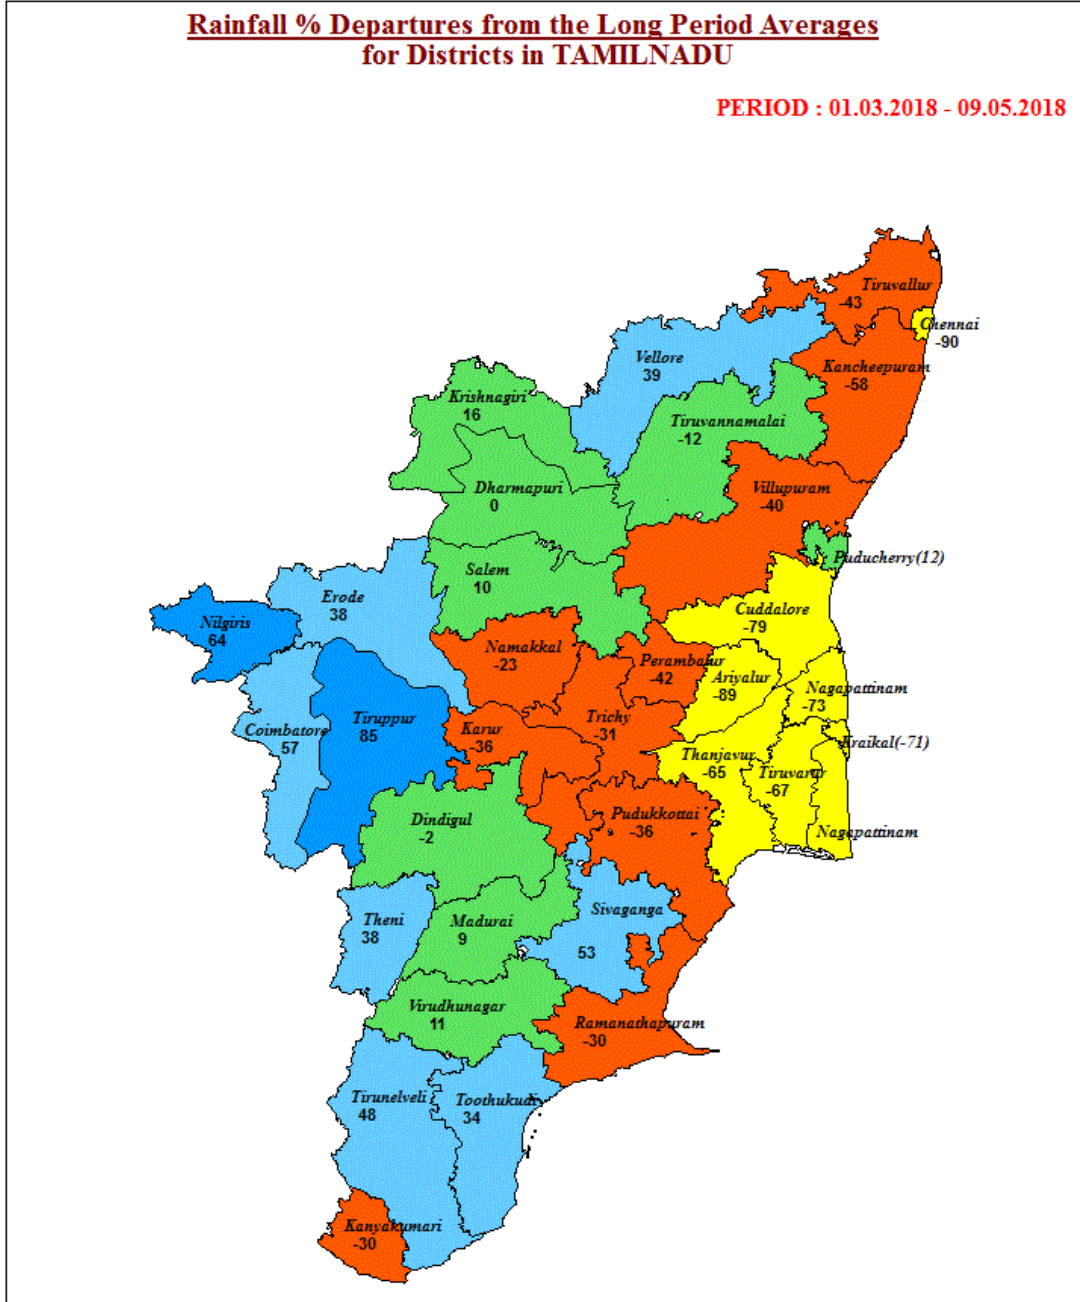 Rainfall % Departures from the Long Period Averages
for Districts in TAMILNADU
PERIOD : 01.03.2018 - 09.05.2018
Tiruvallur
-43
Chennai
-90
Vellore
39
Kancheepuram
-58
Krishnagiri
16
Tiruvannamalai
-12
Dharmapuri
0
Villupuram
-40
Puducherry(12)
Salem
10
Erode
38
Cuddalore
-79
Nilgiris
64
Namakkal
-23
Perambalur
-42
Ariyalur
-89
Nagapattinam
-73
Coimbatore
57
Tiruppur
85
Karur
-36
Trichy
-31
Kraikal(-71)
Thanjavur
-65
Tiruvarur
-67
Dindigul
-2
Pudukkottai
-36
Nagapattinam
Theni
38
Madurai
9
Sivaganga
53
Virudhunagar
11
Ramanathapuram
-30
Tirunelveli
48
Toothukudi
34
Kanyakumari
-30